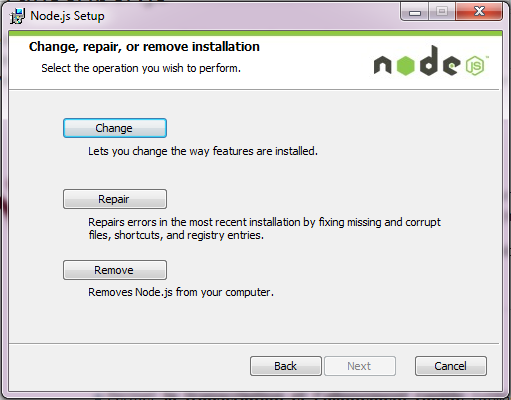 Node.js Setup
Change, repair, or remove installation
Select the operation you wish to perform.
node JS
Change
Lets you change the way features are installed.
Repair
Repairs errors in the most recent installation by fixing missing and corrupt
files, shortcuts, and registry entries.
Remove
Removes Node.js from your computer.
Back Next Cancel